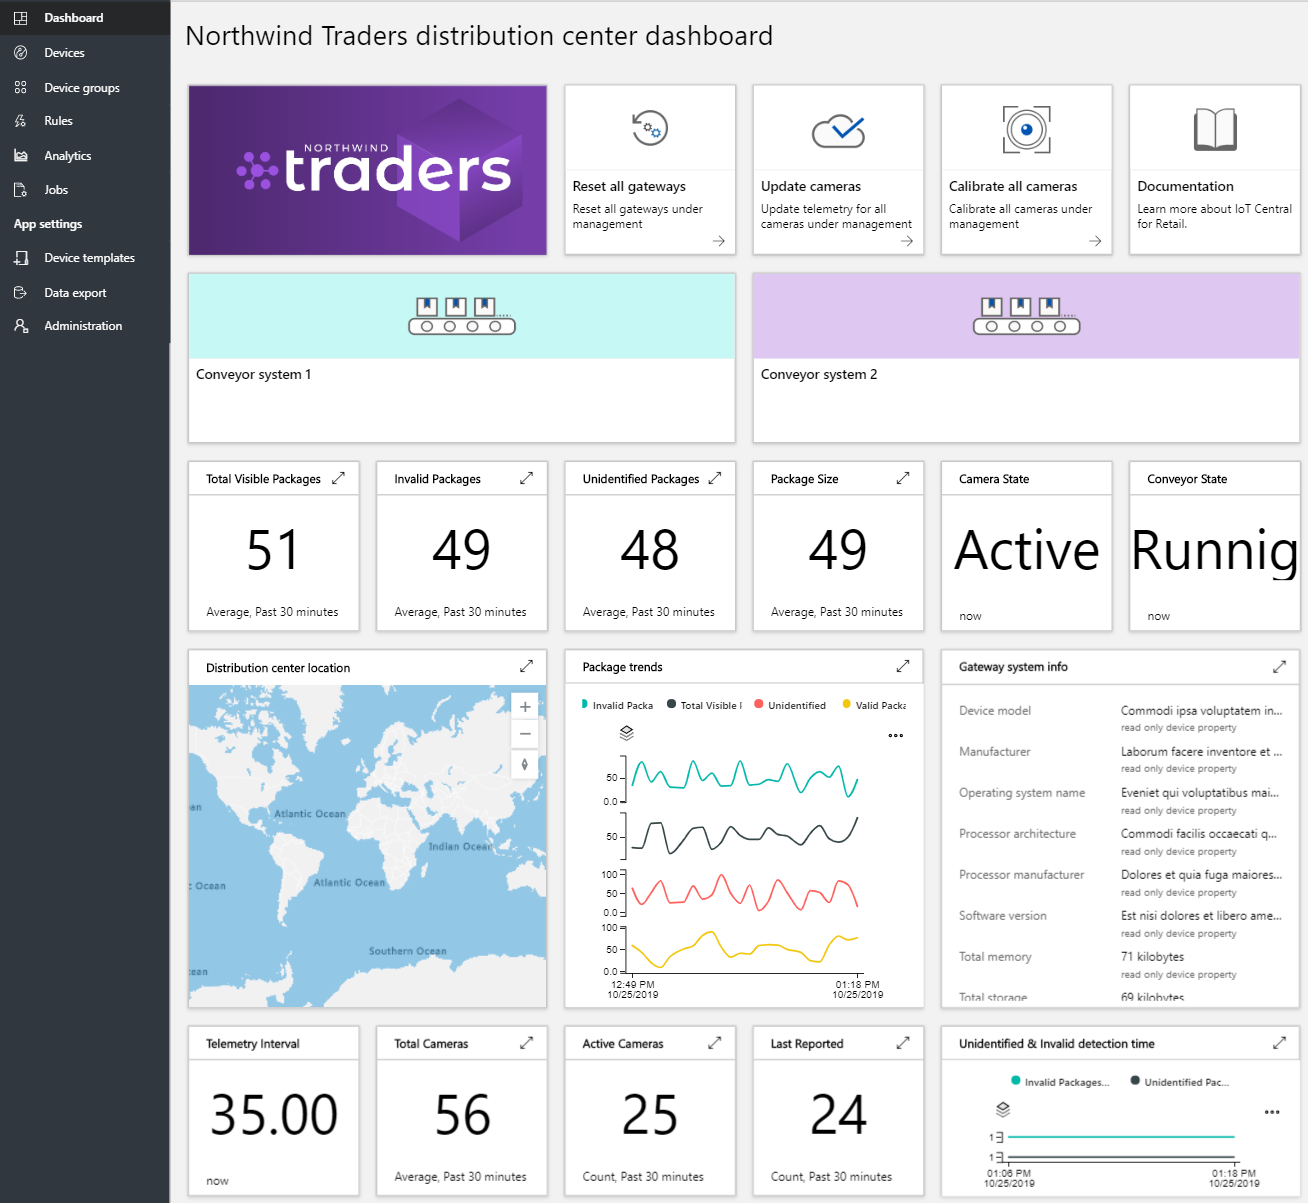 Dashboard
Devices
Device groups
Rules
Analytics
Jobs
App settings
Device templates
Data export
Administration
Northwind Traders distribution center dashboard
NORTHWIND
traders
Reset all gateways
Reset all gateways under
management
Update cameras
Update telemetry for all
cameras under management
Calibrate all cameras
Calibrate all cameras under
management
Documentation
Learn more about IoT Central
for Retail.
Conveyor system 1
Conveyor system 2
Total Visible Packages
51
Average, Past 30 minutes
Invalid Packages
49
Average, Past 30 minutes
Unidentified Packages
48
Average, Past 30 minutes
Package Size
49
Average, Past 30 minutes
Camera State
Active
now
Conveyor State
Runnig
now
Distribution center location
an
Atlantic Ocean
Indian Ocean
c Ocean
Atlantic Ocean
Southern Ocean
ean
Package trends
Invalid Packa
Total Visible
Unidentified
Valid Packa
50
0.0
50
100
50
0.0
100
50
0.0
12:49 PM
10/25/2019
01:18 PM
10/25/2019
Gateway system info
Device model
Commodi ipsa voluptatem in...
read only device property
Manufacturer
Laborum facere inventore et ...
read only device property
Operating system name
Eveniet qui voluptatibus mai...
read only device property
Processor architecture
Commodi facilis occaecati q...
read only device property
Processor manufacturer
Dolores et quia fuga maiores...
read only device property
Software version
Est nisi dolores et libero ame...
read only device property
Total memory
71 kilobytes
read only device property
Total storage
69 kilobytes
Telemetry Interval
35.00
now
Total Cameras
56
Average, Past 30 minutes
Active Cameras
25
Count, Past 30 minutes
Last Reported
24
Count, Past 30 minutes
Unidentified & Invalid detection time
Invalid Packages...
Unidentified Pac...
1
1
01:06 PM
10/25/2019
01:18 PM
10/25/2019